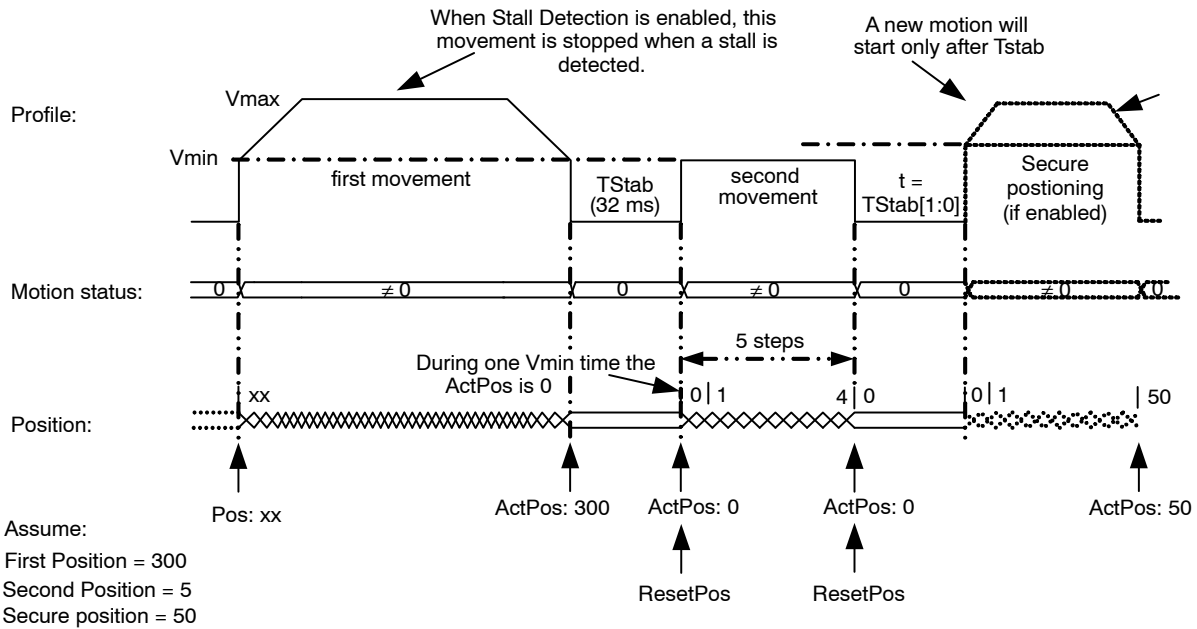 When Stall Detection is enabled, this
movement is stopped when a stall is
detected.
A new motion will
start only after Tstab
Profile:
Vmax
Vmin
first movement
TStab
(32 ms)
second
movement
t =
TStab[1:0]
Secure
postioning
(if enabled)
Motion status:
0 ≠ 0 0 ≠ 0 0 ≠ 0 0
5 steps
During one Vmin time the
ActPos is 0
xx 0|1 4|0 0|1 |50
Position:
Pos: xx ActPos: 300 ActPos: 0 ActPos: 0 ActPos: 50
ResetPos ResetPos
Assume:
First Position = 300
Second Position = 5
Secure position = 50